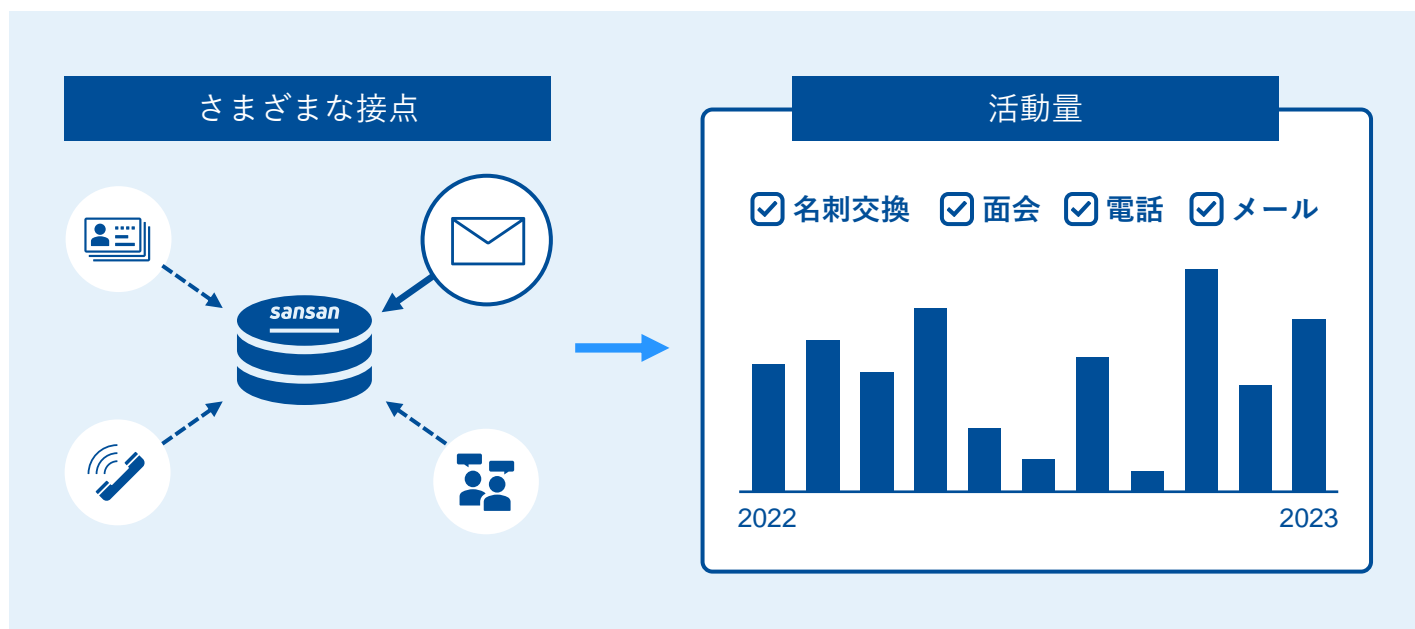 さまざまな接点
sansan
活動量
名刺交換 面会 電話 メール
2022 2023